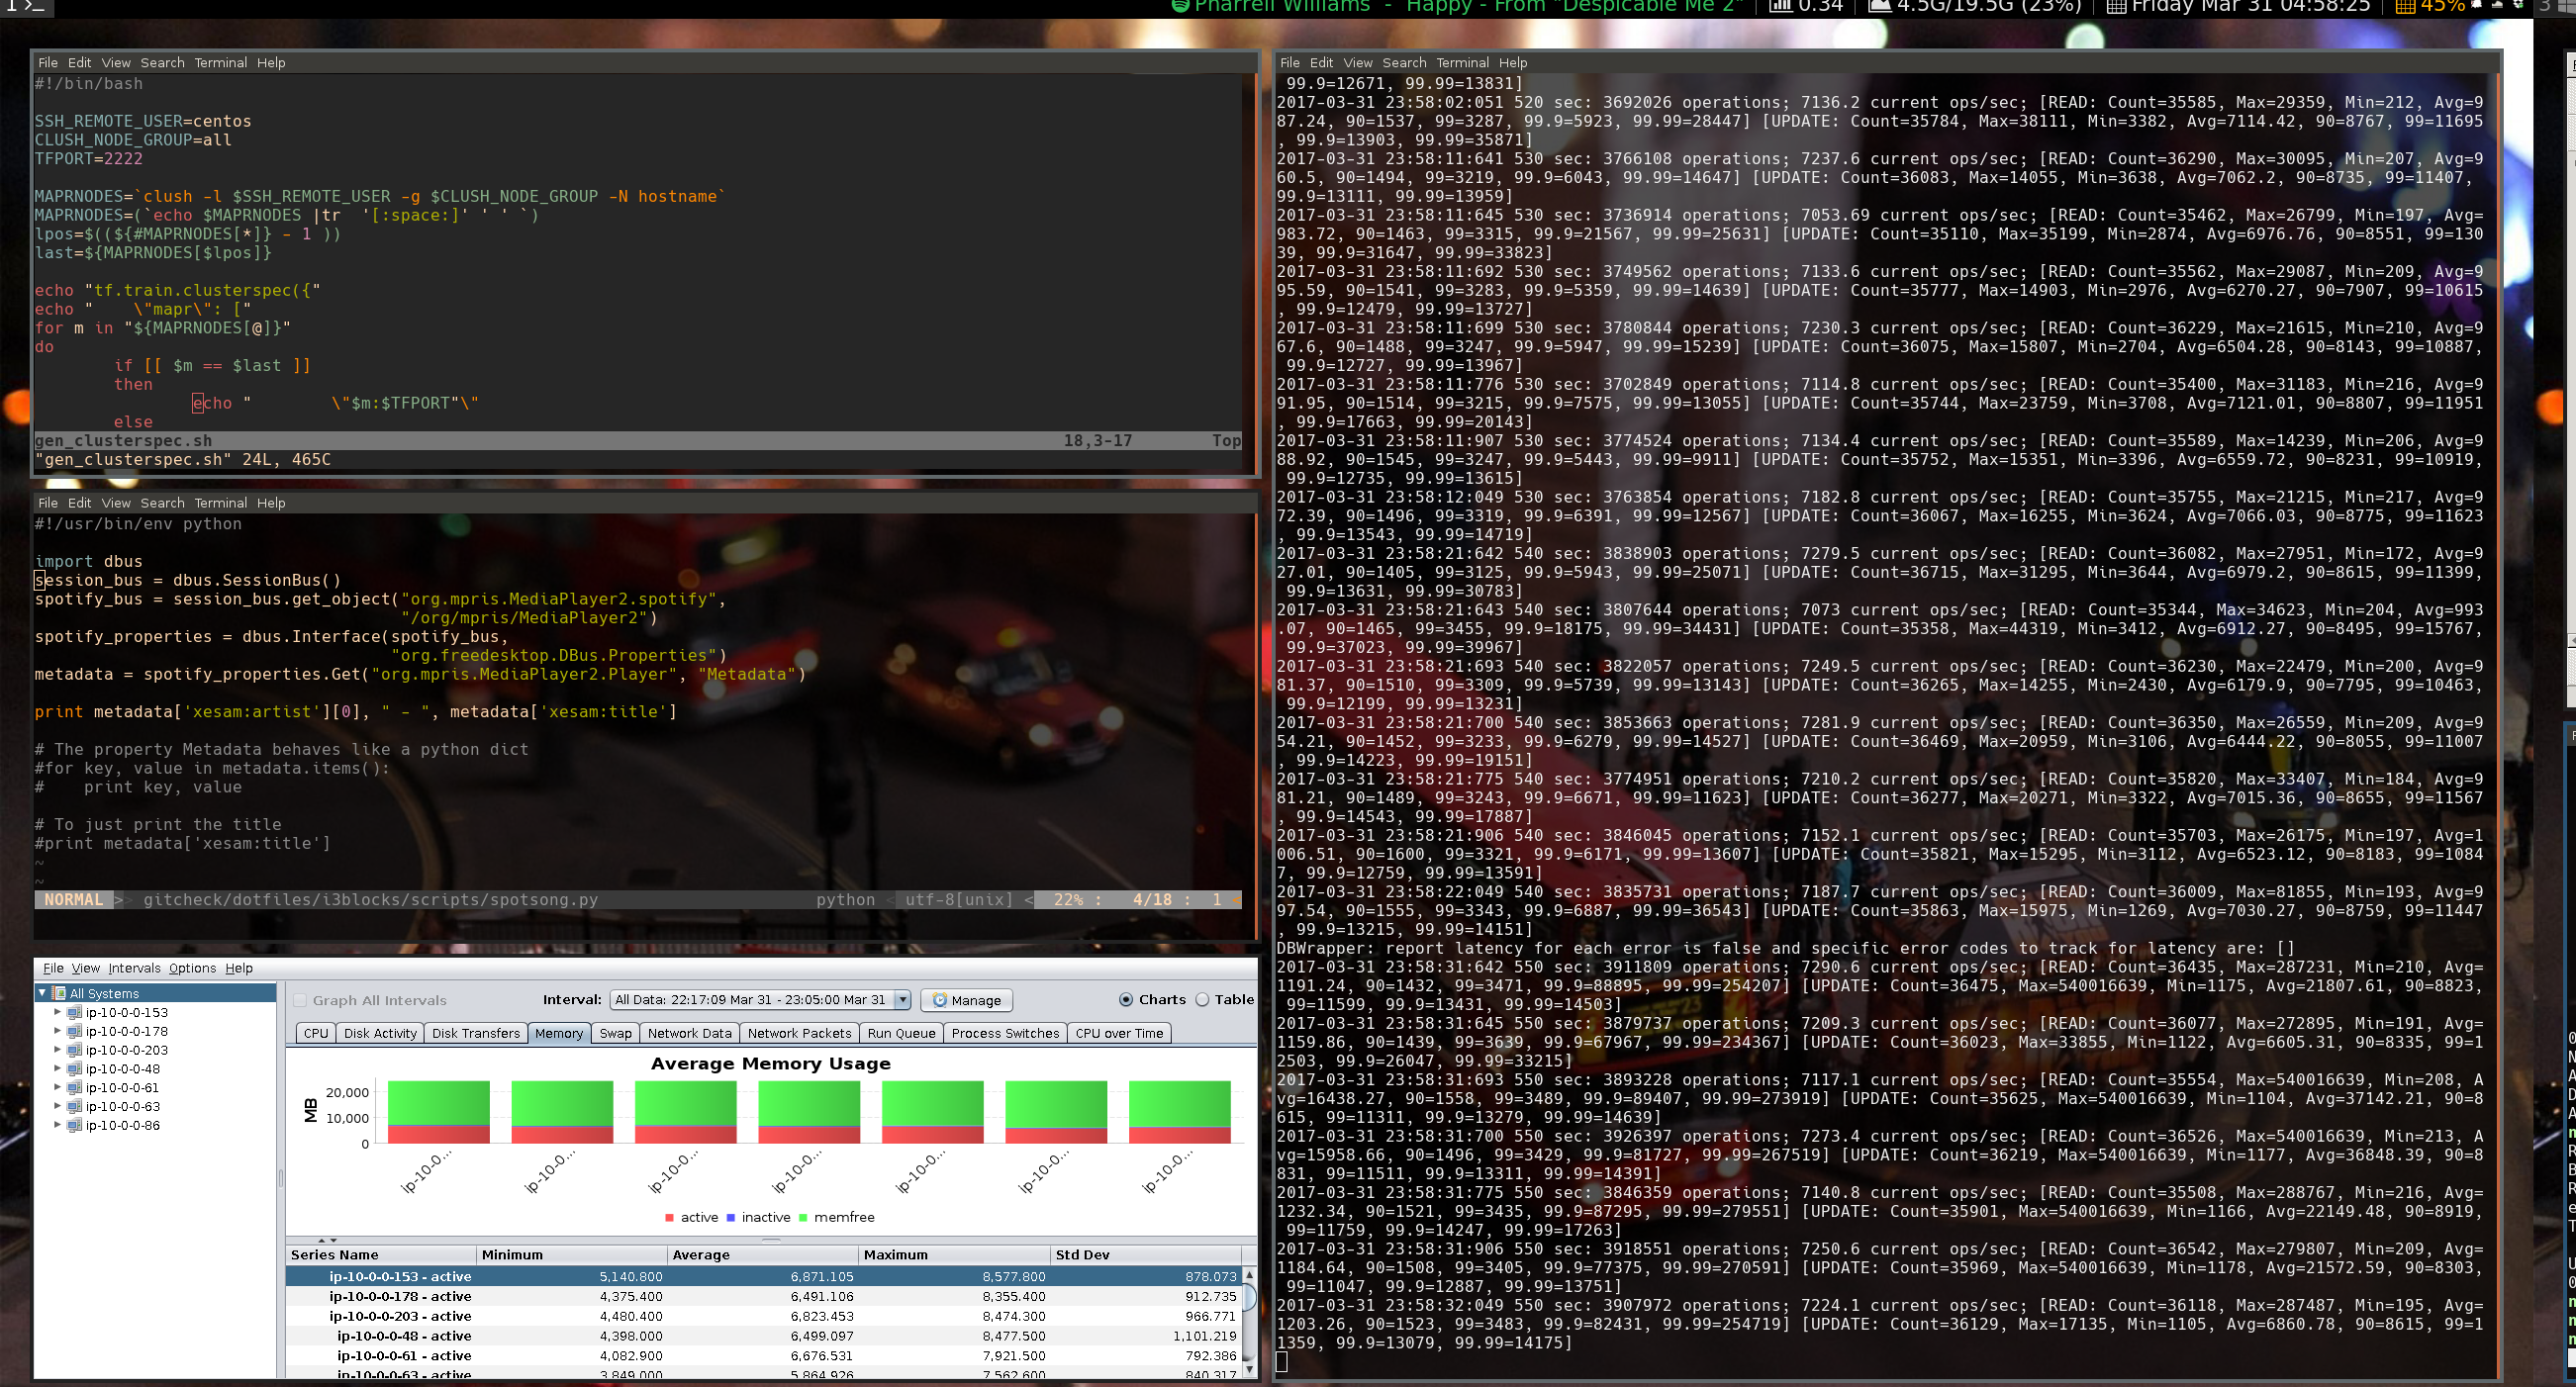 1 >_
Pharrell Williams  -  Happy - From "Despicable Me 2"
0.34
4.5G/19.5G (23%)
Friday Mar 31 04:58:25
45%
3
File Edit View Search Terminal Help
#!/bin/bash
SSH_REMOTE_USER=centos
CLUSH_NODE_GROUP=all
TFPORT=2222
MAPRNODES=`clush -l $SSH_REMOTE_USER -g $CLUSH_NODE_GROUP -N hostname`
MAPRNODES=(`echo $MAPRNODES |tr  '[:space:]' ' ' `)
lpos=$((${#MAPRNODES[*]} - 1 ))
last=${MAPRNODES[$lpos]}
echo "tf.train.clusterspec({"
echo "    \"mapr\": ["
for m in "${MAPRNODES[@]}"
do
        if [[ $m == $last ]]
        then
                echo "        \"$m:$TFPORT"\"
        else
gen_clusterspec.sh 18,3-17 Top
"gen_clusterspec.sh" 24L, 465C
File Edit View Search Terminal Help
#!/usr/bin/env python
import dbus
session_bus = dbus.SessionBus()
spotify_bus = session_bus.get_object("org.mpris.MediaPlayer2.spotify",
                                     "/org/mpris/MediaPlayer2")
spotify_properties = dbus.Interface(spotify_bus,
                                    "org.freedesktop.DBus.Properties")
metadata = spotify_properties.Get("org.mpris.MediaPlayer2.Player", "Metadata")
print metadata['xesam:artist'][0], " - ", metadata['xesam:title']
# The property Metadata behaves like a python dict
#for key, value in metadata.items():
#    print key, value
# To just print the title
#print metadata['xesam:title']
~
~
NORMAL > gitcheck/dotfiles/i3blocks/scripts/spotsong.py python < utf-8[unix] < 22% : 4/18 : 1 <
File View Intervals Options Help
All Systems
ip-10-0-0-153
ip-10-0-0-178
ip-10-0-0-203
ip-10-0-0-48
ip-10-0-0-61
ip-10-0-0-63
ip-10-0-0-86
Graph All Intervals Interval: All Data: 22:17:09 Mar 31 - 23:05:00 Mar 31 Manage Charts Table
CPU Disk Activity Disk Transfers Memory Swap Network Data Network Packets Run Queue Process Switches CPU over Time
Average Memory Usage
MB
20,000
10,000
0
ip-10-0... ip-10-0... ip-10-0... ip-10-0... ip-10-0... ip-10-0... ip-10-0...
active inactive memfree
Series Name Minimum Average Maximum Std Dev
ip-10-0-0-153 - active 5,140.800 6,871.105 8,577.800 878.073
ip-10-0-0-178 - active 4,375.400 6,491.106 8,355.400 912.735
ip-10-0-0-203 - active 4,480.400 6,823.453 8,474.300 966.771
ip-10-0-0-48 - active 4,398.000 6,499.097 8,477.500 1,101.219
ip-10-0-0-61 - active 4,082.900 6,676.531 7,921.500 792.386
ip-10-0-0-63 - active 3,849.000 5,864.926 7,562.600 840.317
File Edit View Search Terminal Help
 99.9=12671, 99.99=13831]
2017-03-31 23:58:02:051 520 sec: 3692026 operations; 7136.2 current ops/sec; [READ: Count=35585, Max=29359, Min=212, Avg=9
87.24, 90=1537, 99=3287, 99.9=5923, 99.99=28447] [UPDATE: Count=35784, Max=38111, Min=3382, Avg=7114.42, 90=8767, 99=11695
, 99.9=13903, 99.99=35871]
2017-03-31 23:58:11:641 530 sec: 3766108 operations; 7237.6 current ops/sec; [READ: Count=36290, Max=30095, Min=207, Avg=9
60.5, 90=1494, 99=3219, 99.9=6043, 99.99=14647] [UPDATE: Count=36083, Max=14055, Min=3638, Avg=7062.2, 90=8735, 99=11407,
99.9=13111, 99.99=13959]
2017-03-31 23:58:11:645 530 sec: 3736914 operations; 7053.69 current ops/sec; [READ: Count=35462, Max=26799, Min=197, Avg=
983.72, 90=1463, 99=3315, 99.9=21567, 99.99=25631] [UPDATE: Count=35110, Max=35199, Min=2874, Avg=6976.76, 90=8551, 99=130
39, 99.9=31647, 99.99=33823]
2017-03-31 23:58:11:692 530 sec: 3749562 operations; 7133.6 current ops/sec; [READ: Count=35562, Max=29087, Min=209, Avg=9
95.59, 90=1541, 99=3283, 99.9=5359, 99.99=14639] [UPDATE: Count=35777, Max=14903, Min=2976, Avg=6270.27, 90=7907, 99=10615
, 99.9=12479, 99.99=13727]
2017-03-31 23:58:11:699 530 sec: 3780844 operations; 7230.3 current ops/sec; [READ: Count=36229, Max=21615, Min=210, Avg=9
67.6, 90=1488, 99=3247, 99.9=5947, 99.99=15239] [UPDATE: Count=36075, Max=15807, Min=2704, Avg=6504.28, 90=8143, 99=10887,
 99.9=12727, 99.99=13967]
2017-03-31 23:58:11:776 530 sec: 3702849 operations; 7114.8 current ops/sec; [READ: Count=35400, Max=31183, Min=216, Avg=9
91.95, 90=1514, 99=3215, 99.9=7575, 99.99=13055] [UPDATE: Count=35744, Max=23759, Min=3708, Avg=7121.01, 90=8807, 99=11951
, 99.9=17663, 99.99=20143]
2017-03-31 23:58:11:907 530 sec: 3774524 operations; 7134.4 current ops/sec; [READ: Count=35589, Max=14239, Min=206, Avg=9
88.92, 90=1545, 99=3247, 99.9=5443, 99.99=9911] [UPDATE: Count=35752, Max=15351, Min=3396, Avg=6559.72, 90=8231, 99=10919,
 99.9=12735, 99.99=13615]
2017-03-31 23:58:12:049 530 sec: 3763854 operations; 7182.8 current ops/sec; [READ: Count=35755, Max=21215, Min=217, Avg=9
72.39, 90=1496, 99=3319, 99.9=6391, 99.99=12567] [UPDATE: Count=36067, Max=16255, Min=3624, Avg=7066.03, 90=8775, 99=11623
, 99.9=13543, 99.99=14719]
2017-03-31 23:58:21:642 540 sec: 3838903 operations; 7279.5 current ops/sec; [READ: Count=36082, Max=27951, Min=172, Avg=9
27.01, 90=1405, 99=3125, 99.9=5943, 99.99=25071] [UPDATE: Count=36715, Max=31295, Min=3644, Avg=6979.2, 90=8615, 99=11399,
 99.9=13631, 99.99=30783]
2017-03-31 23:58:21:643 540 sec: 3807644 operations; 7073 current ops/sec; [READ: Count=35344, Max=34623, Min=204, Avg=993
.07, 90=1465, 99=3455, 99.9=18175, 99.99=34431] [UPDATE: Count=35358, Max=44319, Min=3412, Avg=6912.27, 90=8495, 99=15767,
 99.9=37023, 99.99=39967]
2017-03-31 23:58:21:693 540 sec: 3822057 operations; 7249.5 current ops/sec; [READ: Count=36230, Max=22479, Min=200, Avg=9
81.37, 90=1510, 99=3309, 99.9=5739, 99.99=13143] [UPDATE: Count=36265, Max=14255, Min=2430, Avg=6179.9, 90=7795, 99=10463,
 99.9=12199, 99.99=13231]
2017-03-31 23:58:21:700 540 sec: 3853663 operations; 7281.9 current ops/sec; [READ: Count=36350, Max=26559, Min=209, Avg=9
54.21, 90=1452, 99=3233, 99.9=6279, 99.99=14527] [UPDATE: Count=36469, Max=20959, Min=3106, Avg=6444.22, 90=8055, 99=11007
, 99.9=14223, 99.99=19151]
2017-03-31 23:58:21:775 540 sec: 3774951 operations; 7210.2 current ops/sec; [READ: Count=35820, Max=33407, Min=184, Avg=9
81.21, 90=1489, 99=3243, 99.9=6671, 99.99=11623] [UPDATE: Count=36277, Max=20271, Min=3322, Avg=7015.36, 90=8655, 99=11567
, 99.9=14543, 99.99=17887]
2017-03-31 23:58:21:906 540 sec: 3846045 operations; 7152.1 current ops/sec; [READ: Count=35703, Max=26175, Min=197, Avg=1
006.51, 90=1600, 99=3321, 99.9=6171, 99.99=13607] [UPDATE: Count=35821, Max=15295, Min=3112, Avg=6523.12, 90=8183, 99=1084
7, 99.9=12759, 99.99=13591]
2017-03-31 23:58:22:049 540 sec: 3835731 operations; 7187.7 current ops/sec; [READ: Count=36009, Max=81855, Min=193, Avg=9
97.54, 90=1555, 99=3343, 99.9=6887, 99.99=36543] [UPDATE: Count=35863, Max=15975, Min=1269, Avg=7030.27, 90=8759, 99=11447
, 99.9=13215, 99.99=14151]
DBWrapper: report latency for each error is false and specific error codes to track for latency are: []
2017-03-31 23:58:31:642 550 sec: 3911809 operations; 7290.6 current ops/sec; [READ: Count=36435, Max=287231, Min=210, Avg=
1191.24, 90=1432, 99=3471, 99.9=88895, 99.99=254207] [UPDATE: Count=36475, Max=540016639, Min=1175, Avg=21807.61, 90=8823,
 99=11599, 99.9=13431, 99.99=14503]
2017-03-31 23:58:31:645 550 sec: 3879737 operations; 7209.3 current ops/sec; [READ: Count=36077, Max=272895, Min=191, Avg=
1159.86, 90=1439, 99=3639, 99.9=67967, 99.99=234367] [UPDATE: Count=36023, Max=33855, Min=1122, Avg=6605.31, 90=8335, 99=1
2503, 99.9=26047, 99.99=33215]
2017-03-31 23:58:31:693 550 sec: 3893228 operations; 7117.1 current ops/sec; [READ: Count=35554, Max=540016639, Min=208, A
vg=16438.27, 90=1558, 99=3489, 99.9=89407, 99.99=273919] [UPDATE: Count=35625, Max=540016639, Min=1104, Avg=37142.21, 90=8
615, 99=11311, 99.9=13279, 99.99=14639]
2017-03-31 23:58:31:700 550 sec: 3926397 operations; 7273.4 current ops/sec; [READ: Count=36526, Max=540016639, Min=213, A
vg=15958.66, 90=1496, 99=3429, 99.9=81727, 99.99=267519] [UPDATE: Count=36219, Max=540016639, Min=1177, Avg=36848.39, 90=8
831, 99=11511, 99.9=13311, 99.99=14391]
2017-03-31 23:58:31:775 550 sec: 3846359 operations; 7140.8 current ops/sec; [READ: Count=35508, Max=288767, Min=216, Avg=
1232.34, 90=1521, 99=3435, 99.9=87295, 99.99=279551] [UPDATE: Count=35901, Max=540016639, Min=1166, Avg=22149.48, 90=8919,
 99=11759, 99.9=14247, 99.99=17263]
2017-03-31 23:58:31:906 550 sec: 3918551 operations; 7250.6 current ops/sec; [READ: Count=36542, Max=279807, Min=209, Avg=
1184.64, 90=1508, 99=3405, 99.9=77375, 99.99=270591] [UPDATE: Count=35969, Max=540016639, Min=1178, Avg=21572.59, 90=8303,
 99=11047, 99.9=12887, 99.99=13751]
2017-03-31 23:58:32:049 550 sec: 3907972 operations; 7224.1 current ops/sec; [READ: Count=36118, Max=287487, Min=195, Avg=
1203.26, 90=1523, 99=3483, 99.9=82431, 99.99=254719] [UPDATE: Count=36129, Max=17135, Min=1105, Avg=6860.78, 90=8615, 99=1
1359, 99.9=13079, 99.99=14175]